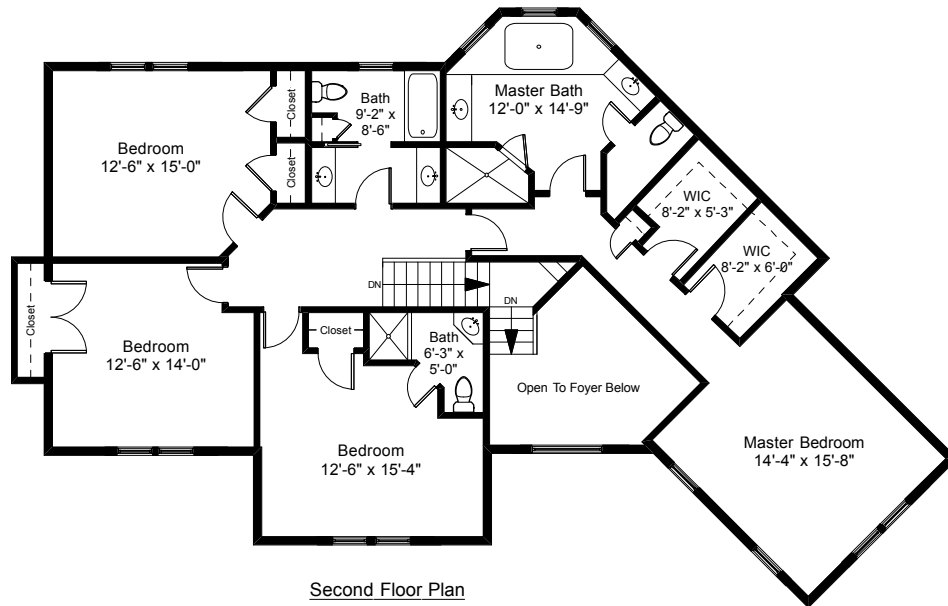 Master Bath
12'-0" x 14'-9"
Closet
Bath
9'-2" x
8'-6"
Bedroom
12'-6" x 15'-0"
Closet
WIC
8'-2" x 5'-3"
WIC
8'-2" x 6'-0"
DN
DN
Closet
Closet
Bath
6'-3" x
5'-0"
Bedroom
12'-6" x 14'-0"
Open To Foyer Below
Bedroom
12'-6" x 15'-4"
Master Bedroom
14'-4" x 15'-8"
Second Floor Plan